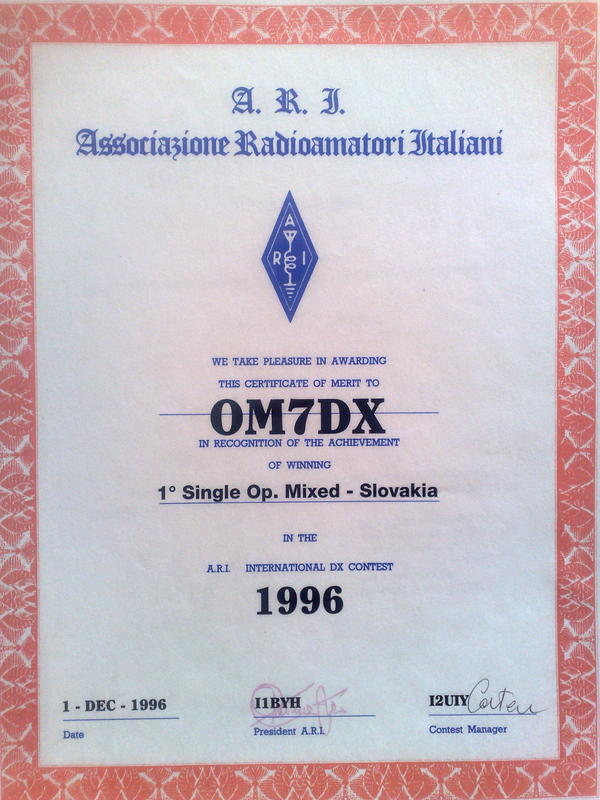 A. R. I.
Associazione Radioamatori Italiani
A
R I
WE TAKE PLEASURE IN AWARDING
THIS CERTIFICATE OF MERIT TO
OM7DX
IN RECOGNITION OF THE ACHIEVEMENT
OF WINNING
1° Single Op. Mixed - Slovakia
IN THE
A.R.I. INTERNATIONAL DX CONTEST
1996
1 - DEC - 1996 I1BYH I2UIY
Date President A.R.I. Contest Manager